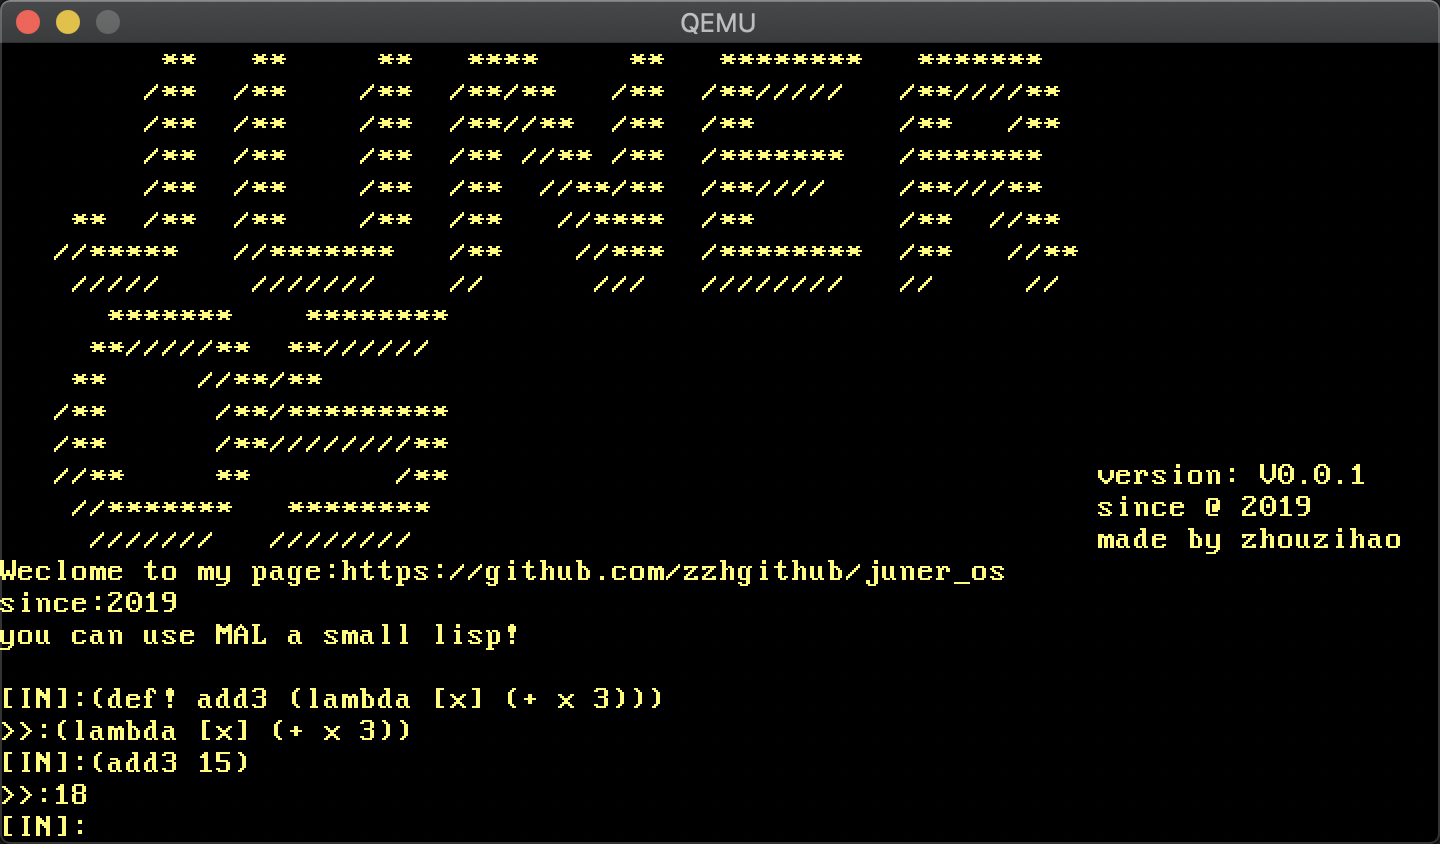 QEMU
JUNER
OS
version: V0.0.1
since @ 2019
made by zhouzihao
Weclome to my page:https://github.com/zzhgithub/juner_os
since:2019
you can use MAL a small lisp!
[IN]:(def! add3 (lambda [x] (+ x 3)))
>>:(lambda [x] (+ x 3))
[IN]:(add3 15)
>>:18
[IN]: